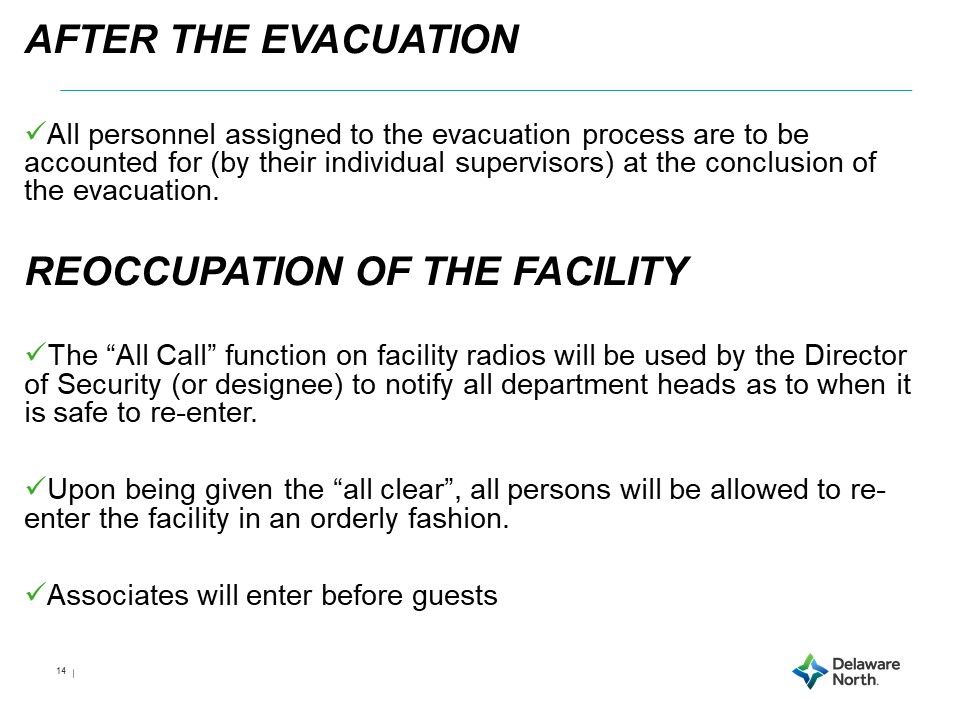 AFTER THE EVACUATION
✓All personnel assigned to the evacuation process are to be
accounted for (by their individual supervisors) at the conclusion of
the evacuation.
REOCCUPATION OF THE FACILITY
✓The “All Call” function on facility radios will be used by the Director
of Security (or designee) to notify all department heads as to when it
is safe to re-enter.
✓Upon being given the “all clear”, all persons will be allowed to re-
enter the facility in an orderly fashion.
✓Associates will enter before guests
14 |
Delaware
North.